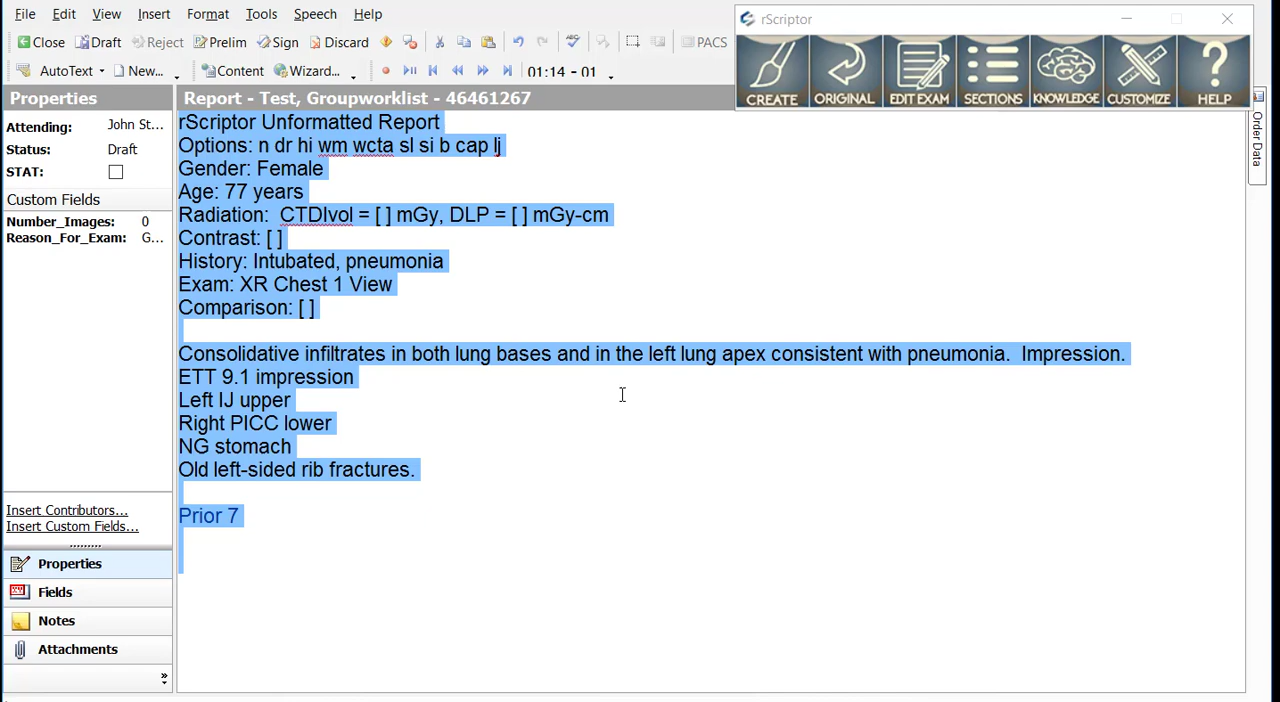 File Edit View Insert Format Tools Speech Help
rScriptor
Close Draft Reject Prelim Sign Discard ABC PACS
AutoText New... Content Wizard... 01:14 - 01
CREATE ORIGINAL EDIT EXAM SECTIONS KNOWLEDGE CUSTOMIZE HELP
Properties
Report - Test, Groupworklist - 46461267
Attending: John St...
Status: Draft
STAT:
Custom Fields
Number_Images: 0
Reason_For_Exam: G...
Insert Contributors...
Insert Custom Fields...
Properties
Fields
Notes
Attachments
»
rScriptor Unformatted Report
Options: n dr hi wm wcta sl si b cap lj
Gender: Female
Age: 77 years
Radiation:  CTDIvol = [ ] mGy, DLP = [ ] mGy-cm
Contrast: [ ]
History: Intubated, pneumonia
Exam: XR Chest 1 View
Comparison: [ ]
Consolidative infiltrates in both lung bases and in the left lung apex consistent with pneumonia.  Impression.
ETT 9.1 impression
Left IJ upper
Right PICC lower
NG stomach
Old left-sided rib fractures.
Prior 7
Order Data